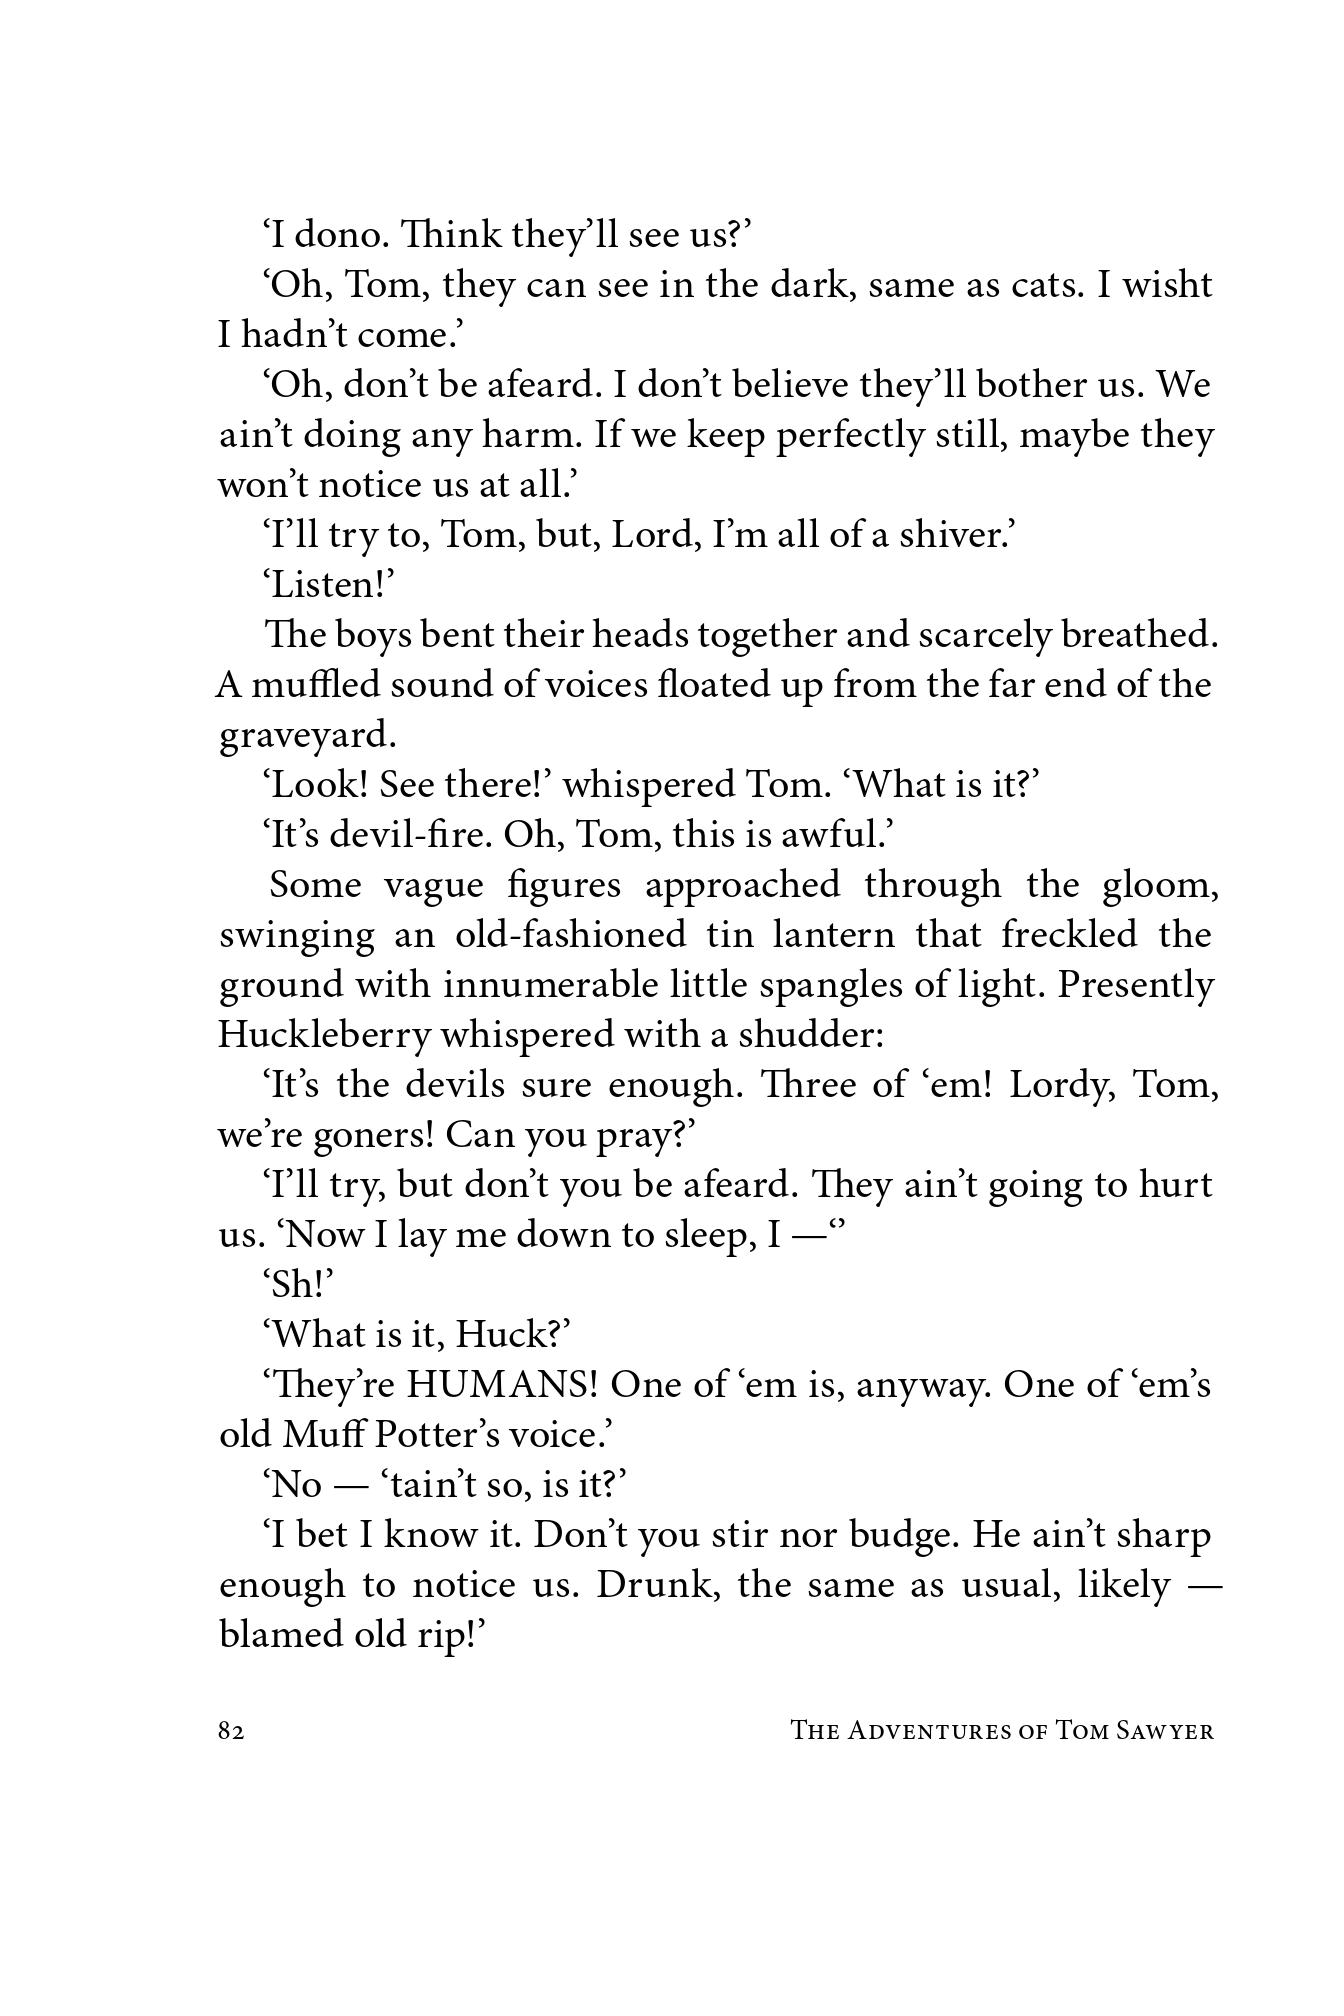 ‘I dono. Think they’ll see us?’
‘Oh, Tom, they can see in the dark, same as cats. I wisht
I hadn’t come.’
‘Oh, don’t be afeard. I don’t believe they’ll bother us. We
ain’t doing any harm. If we keep perfectly still, maybe they
won’t notice us at all.’
‘I’ll try to, Tom, but, Lord, I’m all of a shiver.’
‘Listen!’
The boys bent their heads together and scarcely breathed.
A muffled sound of voices floated up from the far end of the
graveyard.
‘Look! See there!’ whispered Tom. ‘What is it?’
‘It’s devil-fire. Oh, Tom, this is awful.’
Some vague figures approached through the gloom,
swinging an old-fashioned tin lantern that freckled the
ground with innumerable little spangles of light. Presently
Huckleberry whispered with a shudder:
‘It’s the devils sure enough. Three of ‘em! Lordy, Tom,
we’re goners! Can you pray?’
‘I’ll try, but don’t you be afeard. They ain’t going to hurt
us. ‘Now I lay me down to sleep, I —‘’
‘Sh!’
‘What is it, Huck?’
‘They’re HUMANS! One of ‘em is, anyway. One of ‘em’s
old Muff Potter’s voice.’
‘No — ‘tain’t so, is it?’
‘I bet I know it. Don’t you stir nor budge. He ain’t sharp
enough to notice us. Drunk, the same as usual, likely —
blamed old rip!’
82 The Adventures of Tom Sawyer